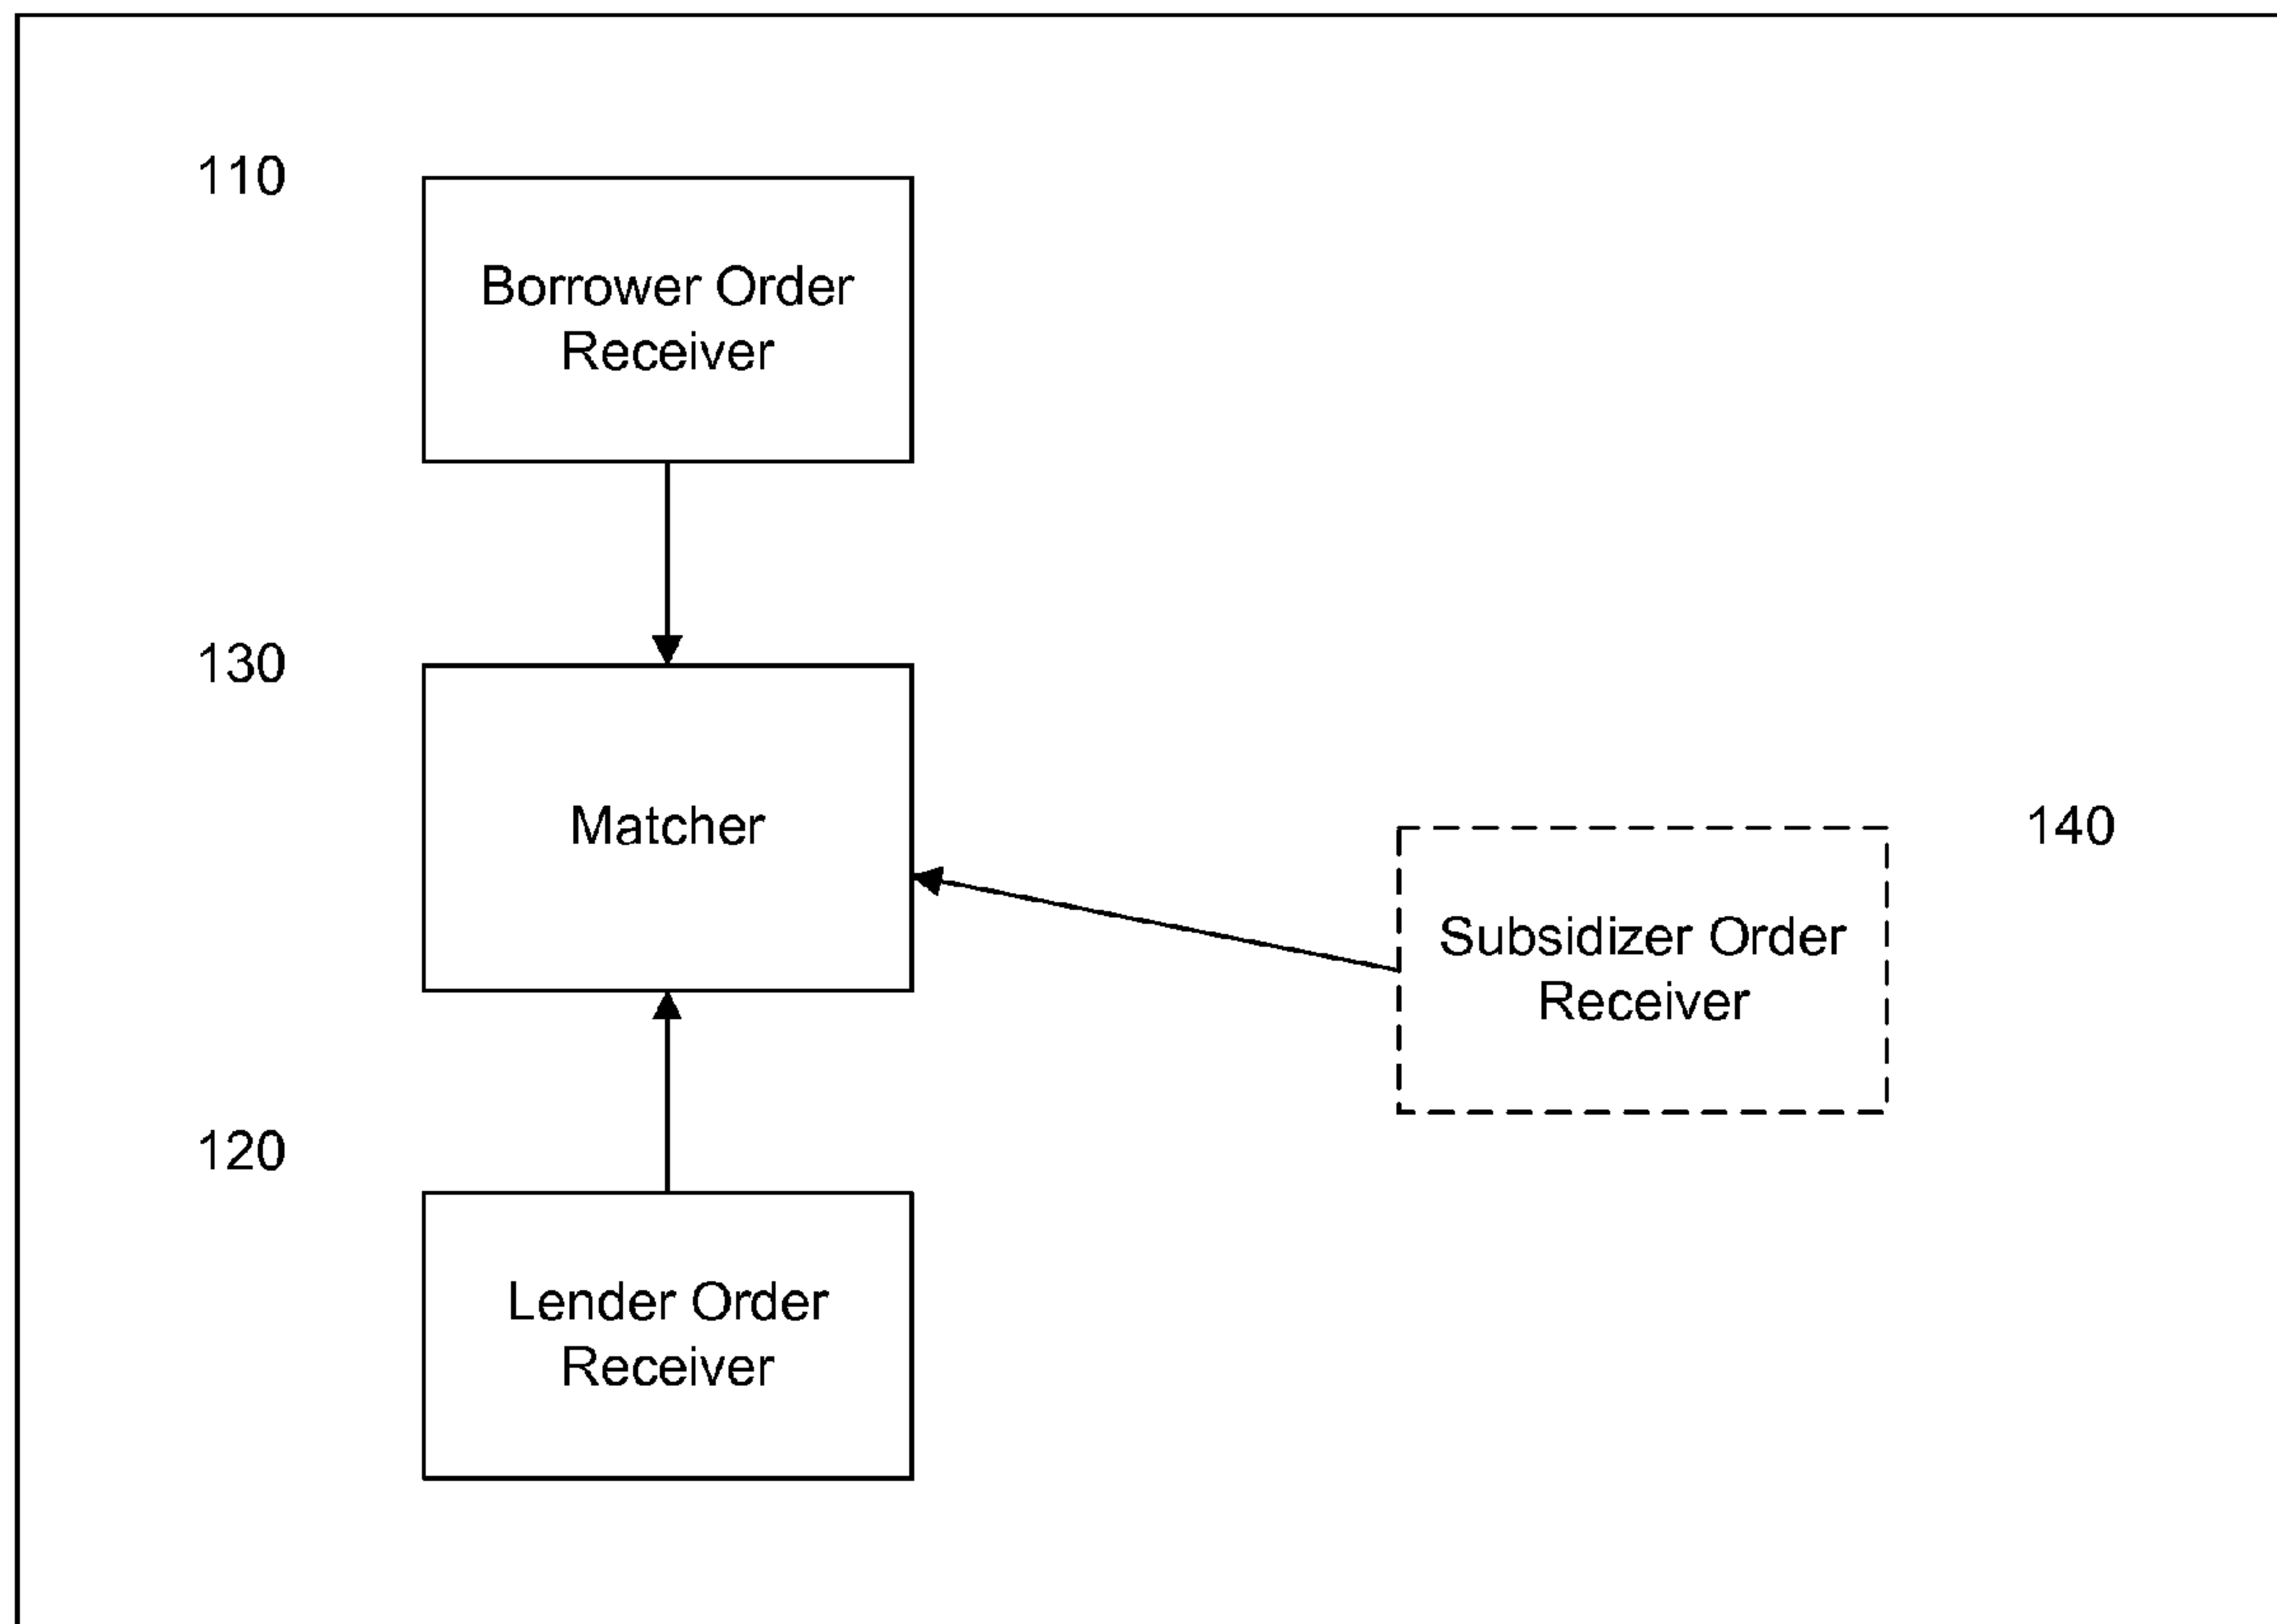 110
Borrower Order
Receiver
130
Matcher
140
Subsidizer Order
Receiver
120
Lender Order
Receiver